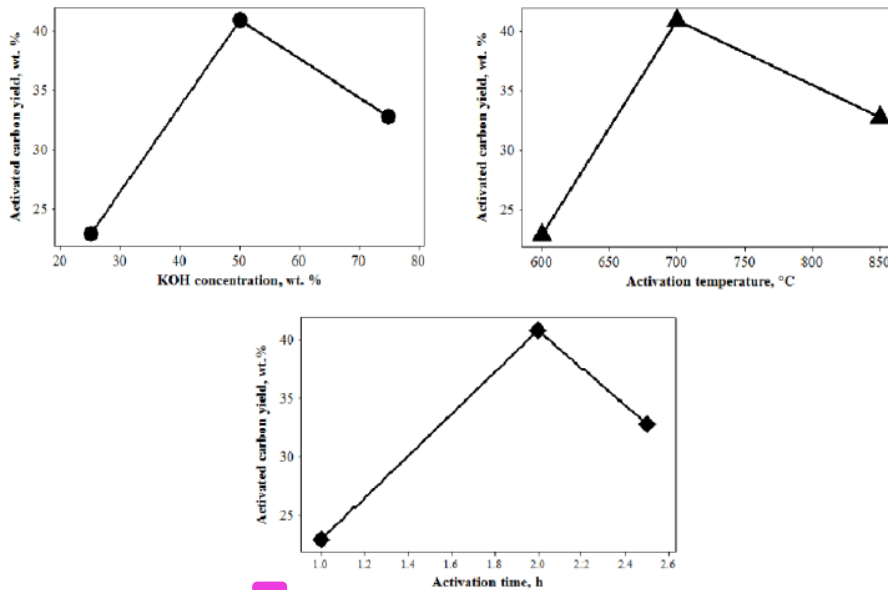 Activated carbon yield, wt. %
40
35
30
25
20 30 40 50 60 70 80
KOH concentration, wt. %
Activated carbon yield, wt. %
40
35
30
25
600 650 700 750 800 850
Activation temperature, °C
Activated carbon yield, wt.%
40
35
30
25
1.0 1.2 1.4 1.6 1.8 2.0 2.2 2.4 2.6
Activation time, h